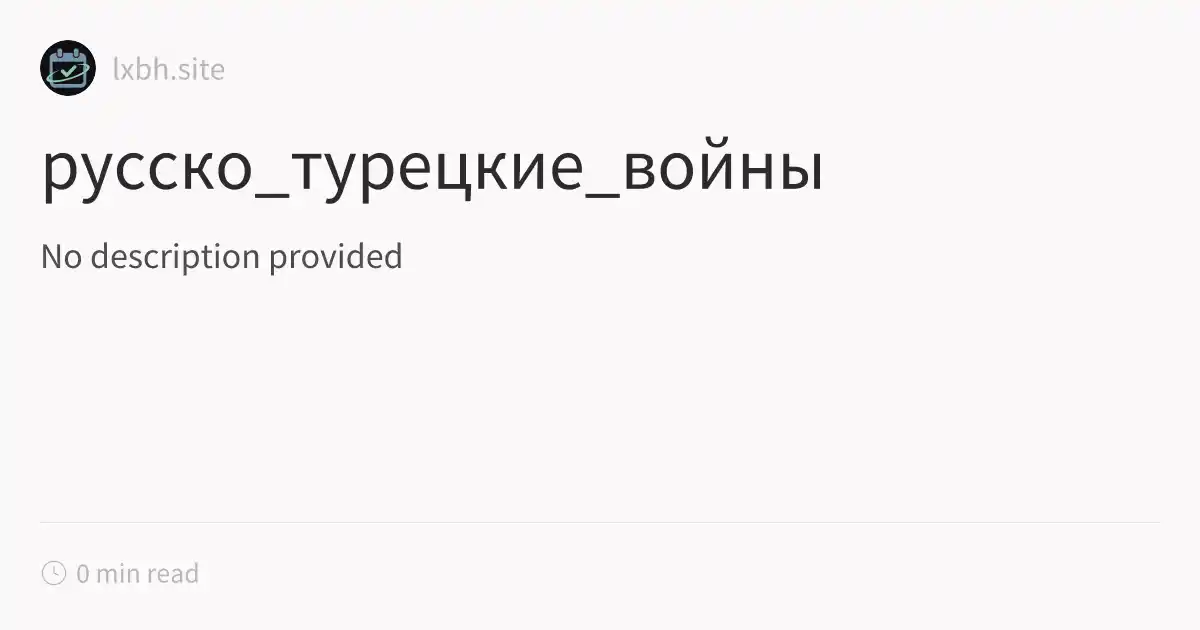 lxbh.site
русско_турецкие_войны
No description provided
0 min read